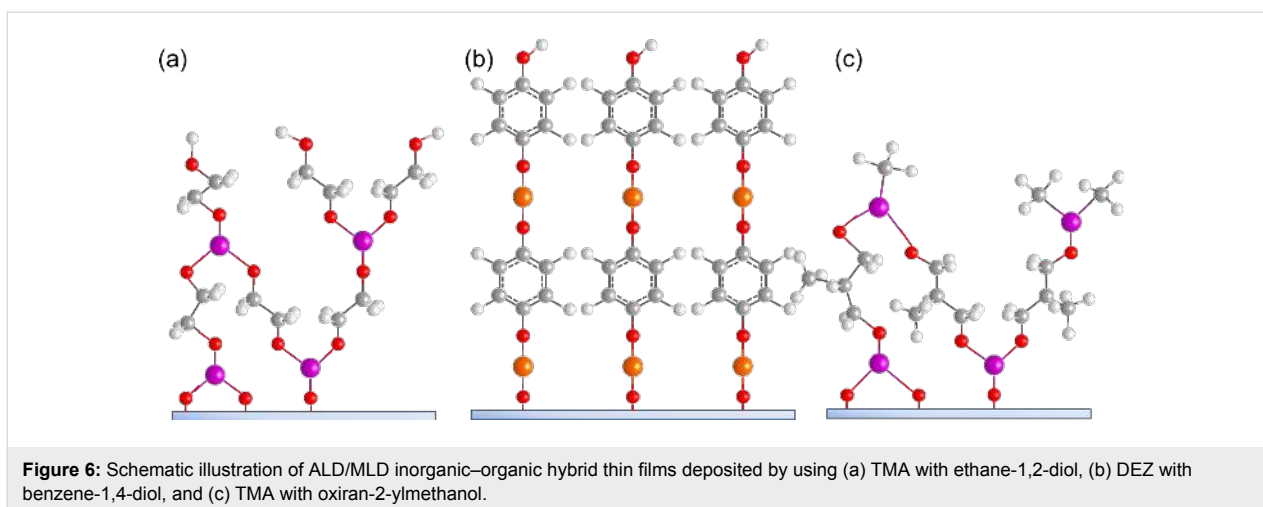 (a)
(b)
(c)
Figure 6: Schematic illustration of ALD/MLD inorganic–organic hybrid thin films deposited by using (a) TMA with ethane-1,2-diol, (b) DEZ with
benzene-1,4-diol, and (c) TMA with oxiran-2-ylmethanol.